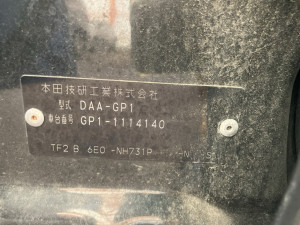 本田技研工業株式会社
型式 DAA-GP1
車台番号 GP1-1114140
TF2 B 6E0 -NH731P